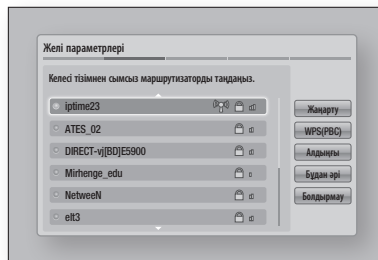 Желі параметрлері
Келесі тізімнен сымсыз маршрутизаторды таңдаңыз.
iptime23
ATES_02
DIRECT-vj[BD]E5900
Mirhenge_edu
NetweeN
elt3
Жаңарту
WPS(PBC)
Алдыңғы
Бұдан әрі
Болдырмау